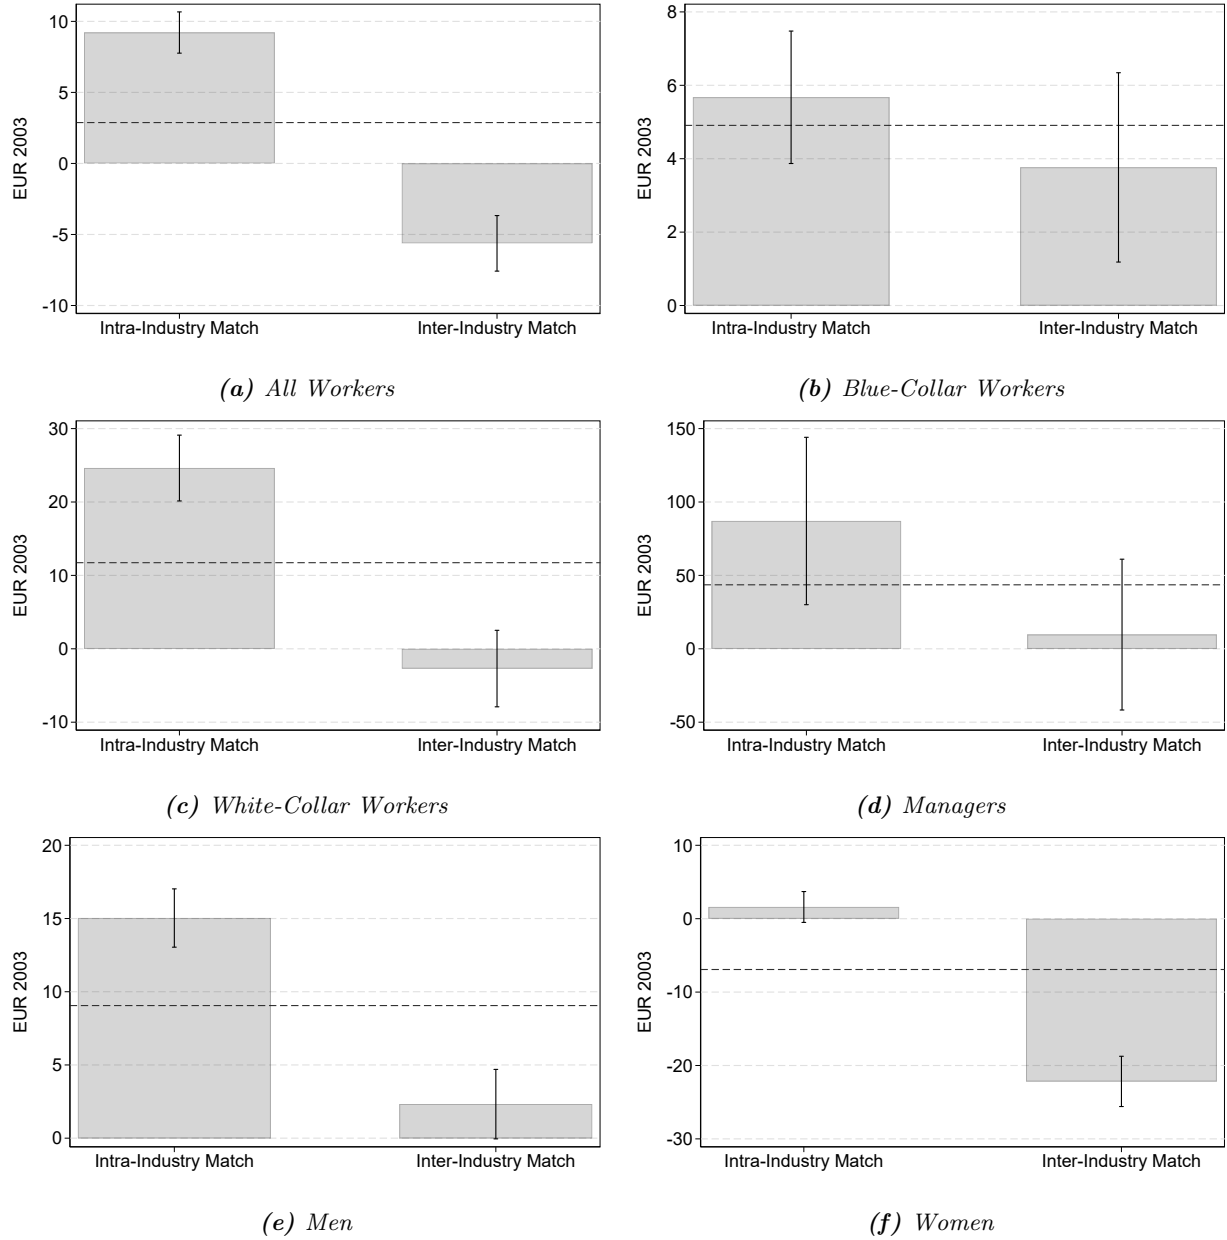 10
5
0
-5
-10
EUR 2003
Intra-Industry Match Inter-Industry Match
(a) All Workers
8
6
4
2
0
EUR 2003
Intra-Industry Match Inter-Industry Match
(b) Blue-Collar Workers
30
20
10
0
-10
EUR 2003
Intra-Industry Match Inter-Industry Match
(c) White-Collar Workers
150
100
50
0
-50
EUR 2003
Intra-Industry Match Inter-Industry Match
(d) Managers
20
15
10
5
0
EUR 2003
Intra-Industry Match Inter-Industry Match
(e) Men
10
0
-10
-20
-30
EUR 2003
Intra-Industry Match Inter-Industry Match
(f) Women